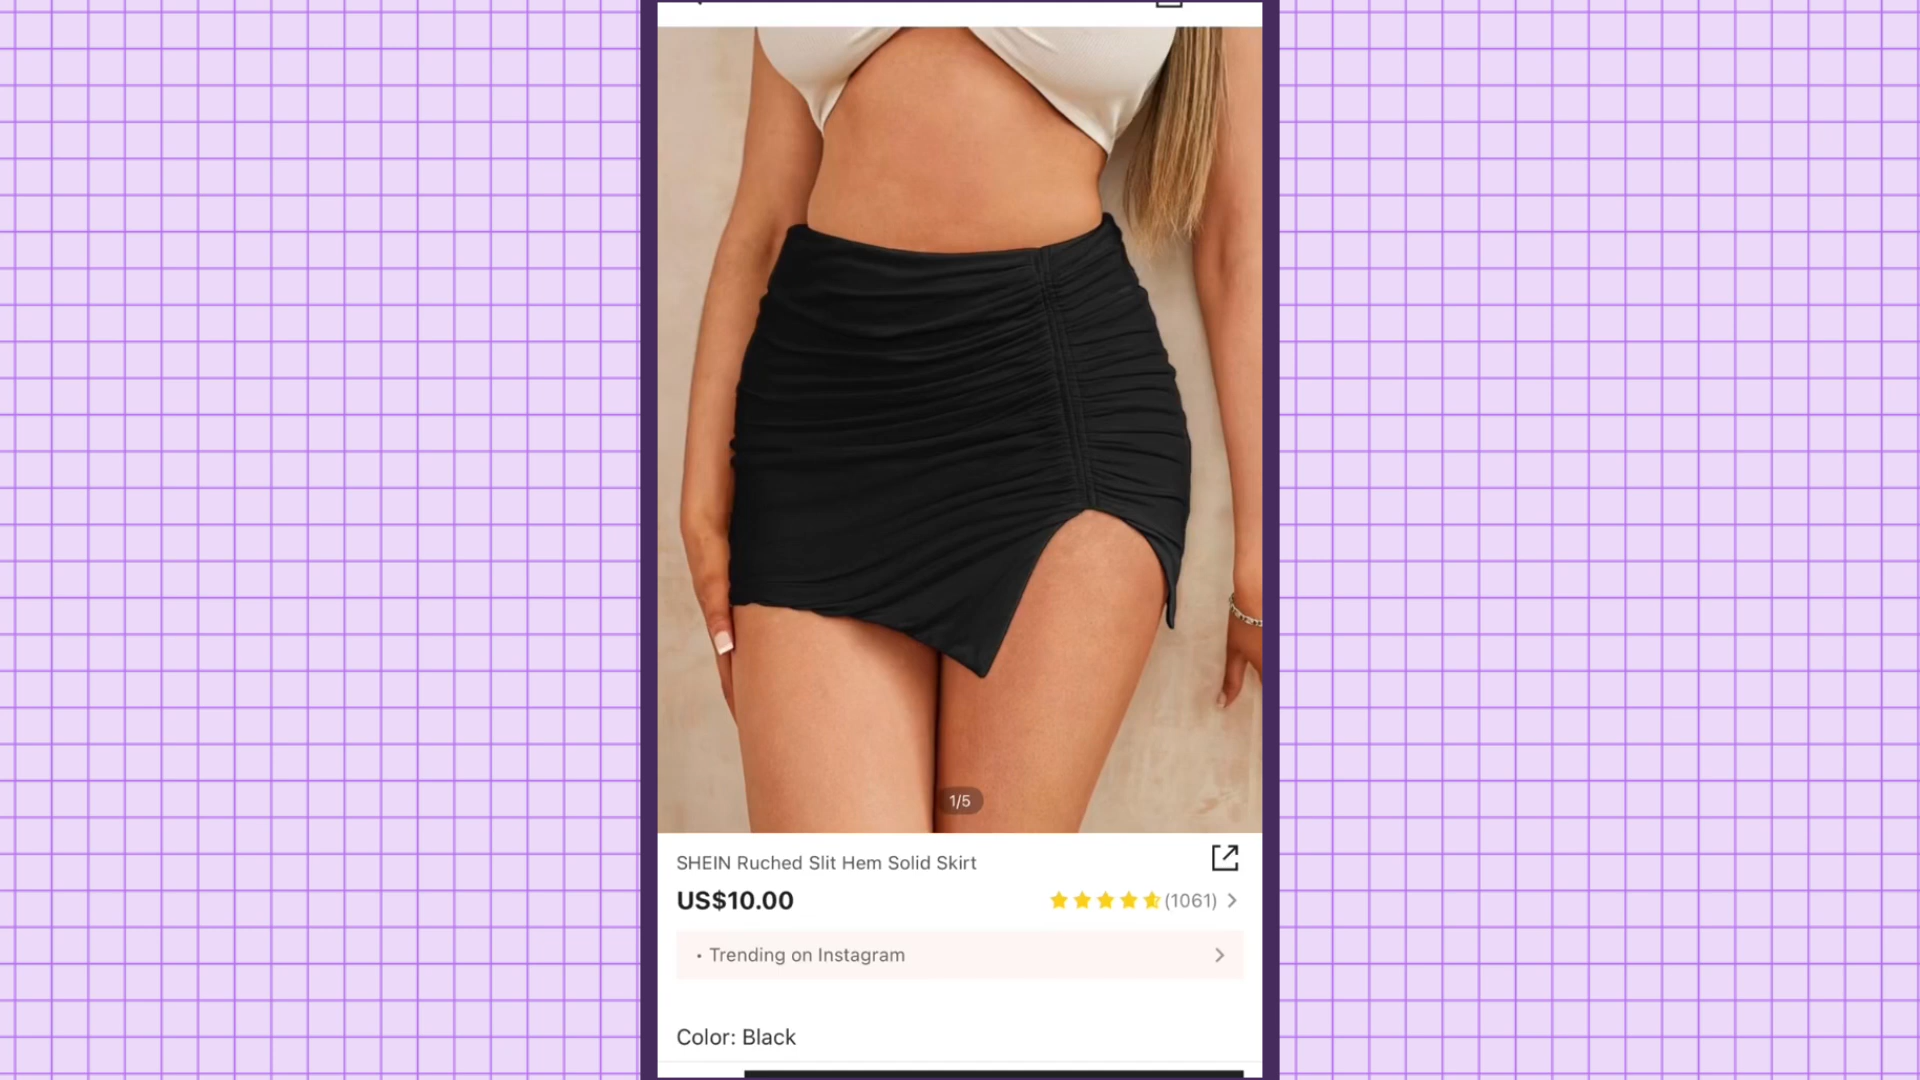 1/5
SHEIN Ruched Slit Hem Solid Skirt
US$10.00
(1061)
• Trending on Instagram
Color: Black